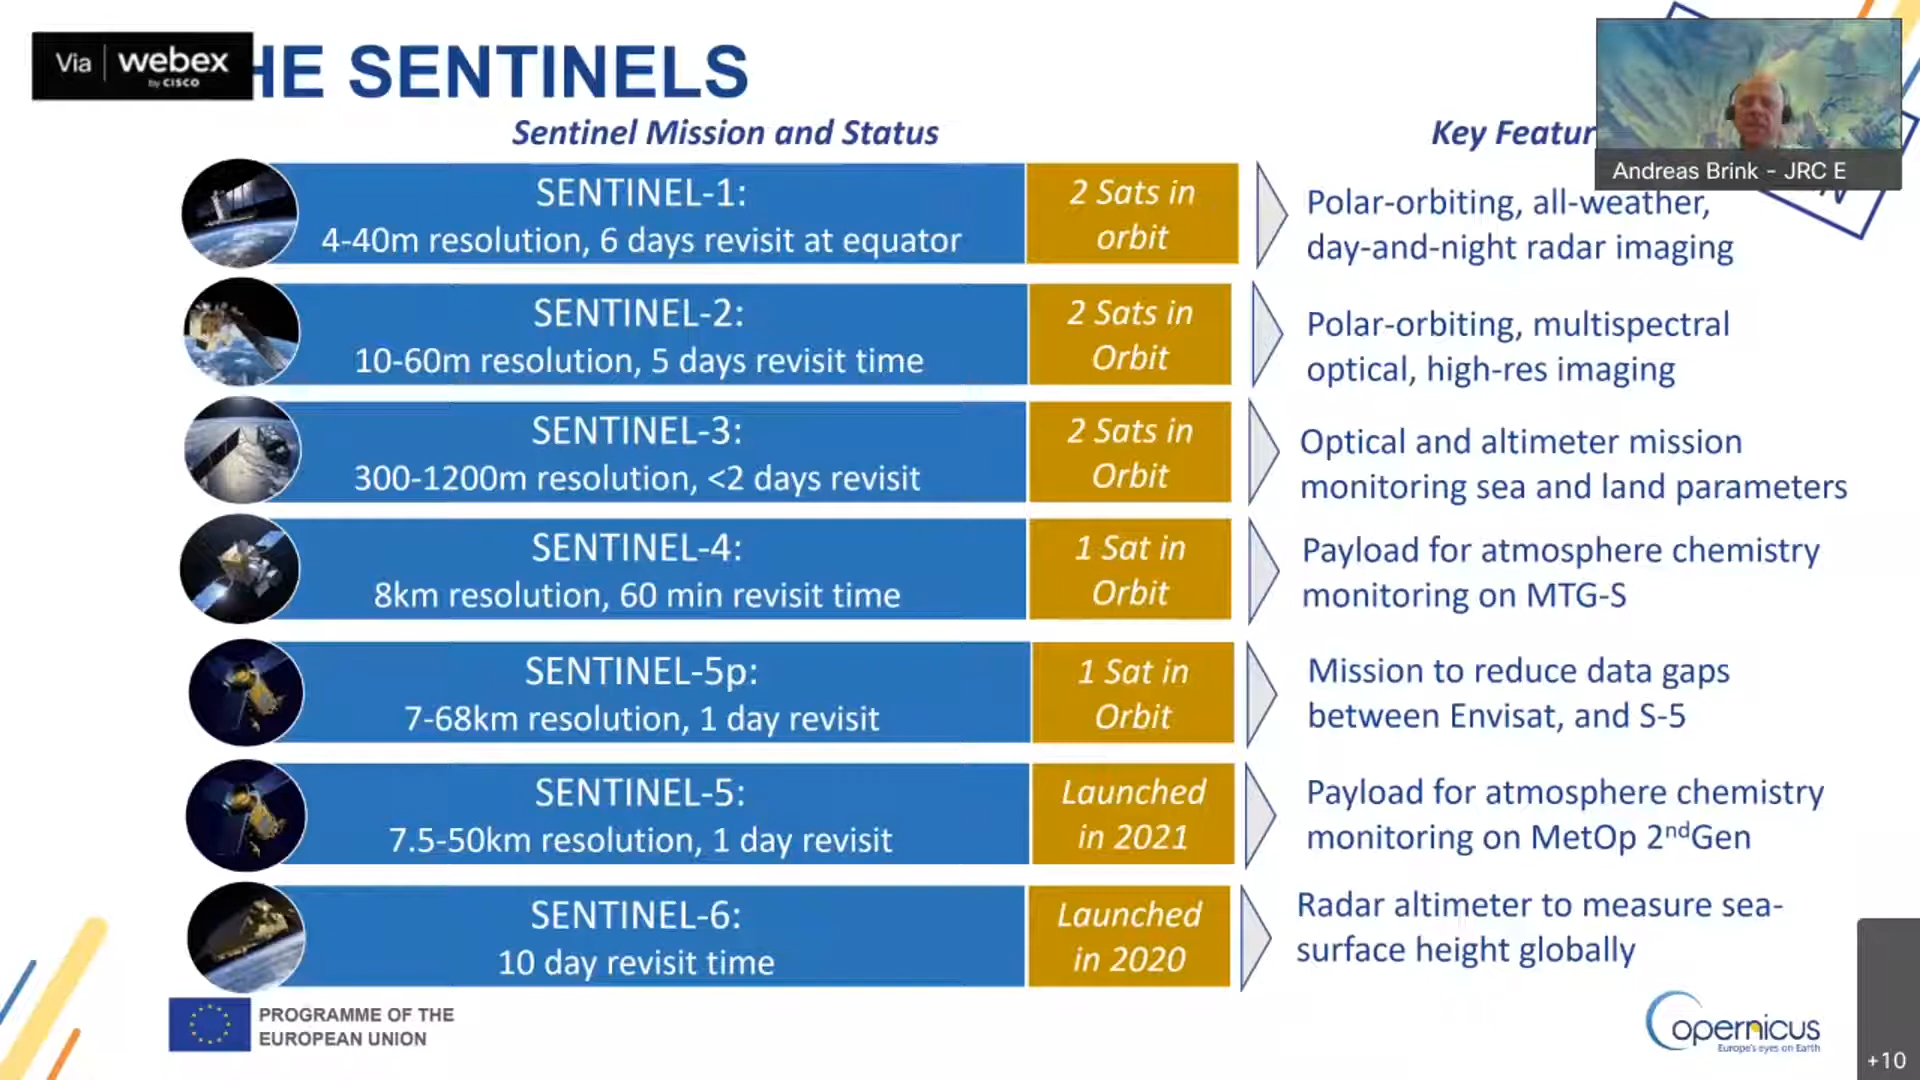 Via webex
by CISCO
HE SENTINELS
Sentinel Mission and Status
Key Featur
Andreas Brink - JRC E
SENTINEL-1:
4-40m resolution, 6 days revisit at equator
2 Sats in
orbit
Polar-orbiting, all-weather,
day-and-night radar imaging
SENTINEL-2:
10-60m resolution, 5 days revisit time
2 Sats in
Orbit
Polar-orbiting, multispectral
optical, high-res imaging
SENTINEL-3:
300-1200m resolution, <2 days revisit
2 Sats in
Orbit
Optical and altimeter mission
monitoring sea and land parameters
SENTINEL-4:
8km resolution, 60 min revisit time
1 Sat in
Orbit
Payload for atmosphere chemistry
monitoring on MTG-S
SENTINEL-5p:
7-68km resolution, 1 day revisit
1 Sat in
Orbit
Mission to reduce data gaps
between Envisat, and S-5
SENTINEL-5:
7.5-50km resolution, 1 day revisit
Launched
in 2021
Payload for atmosphere chemistry
monitoring on MetOp 2ndGen
SENTINEL-6:
10 day revisit time
Launched
in 2020
Radar altimeter to measure sea-
surface height globally
PROGRAMME OF THE
EUROPEAN UNION
opernicus
Europe's eyes on Earth
+10